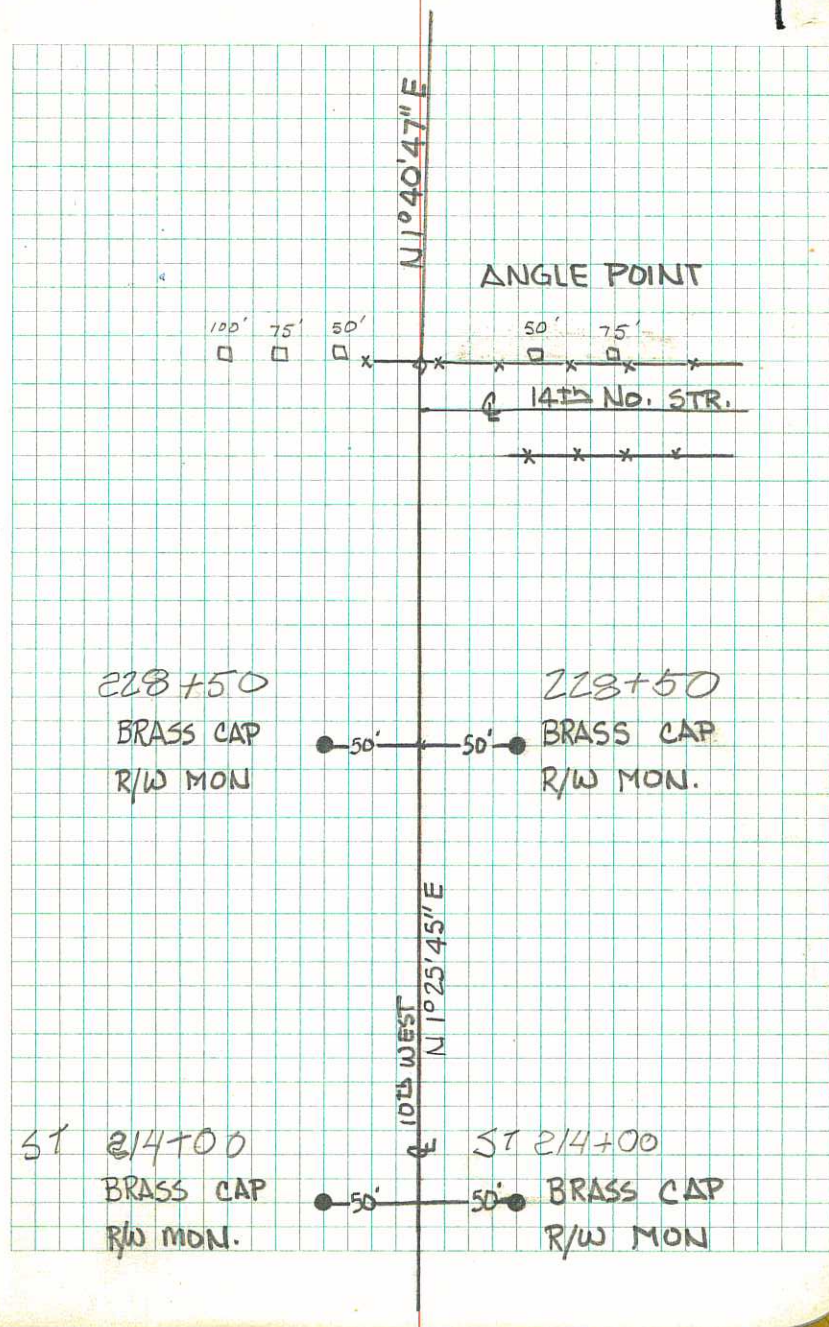 N 1° 40' 47" E
ANGLE POINT
100' 75' 50' 50' 75'
℄ 14th No. STR.
228+50
BRASS CAP
R/W MON
50' 50'
228+50
BRASS CAP
R/W MON.
N 1° 25' 45" E
℄ 10th WEST
ST 214+00
BRASS CAP
R/W MON.
50' 50'
ST 214+00
BRASS CAP
R/W MON